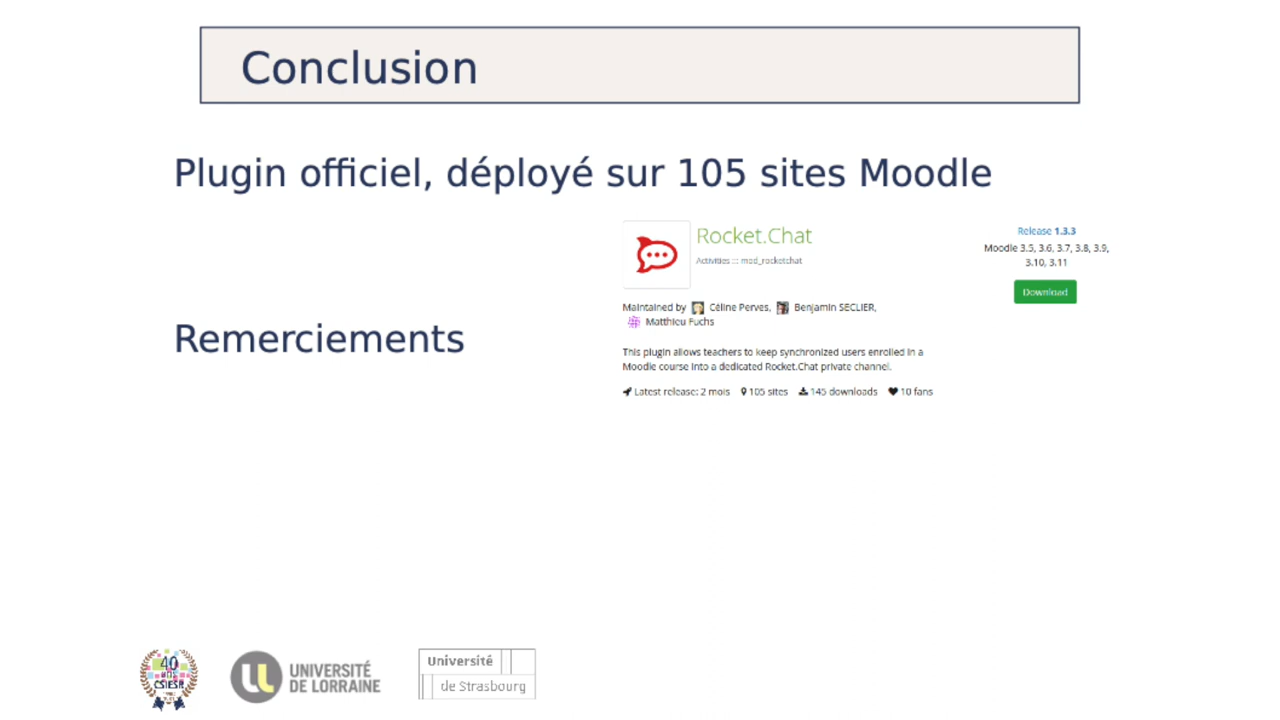 Conclusion
Plugin officiel, déployé sur 105 sites Moodle
Rocket.Chat
Activities ::: mod_rocketchat
Release 1.3.3
Moodle 3.5, 3.6, 3.7, 3.8, 3.9,
3.10, 3.11
Download
Maintained by Céline Perves, Benjamin SECLIER,
Matthieu Fuchs
Remerciements
This plugin allows teachers to keep synchronized users enrolled in a
Moodle course into a dedicated Rocket.Chat private channel.
Latest release: 2 mois 105 sites 145 downloads 10 fans
40
ans
CSIESR
UNIVERSITÉ
DE LORRAINE
Université
de Strasbourg